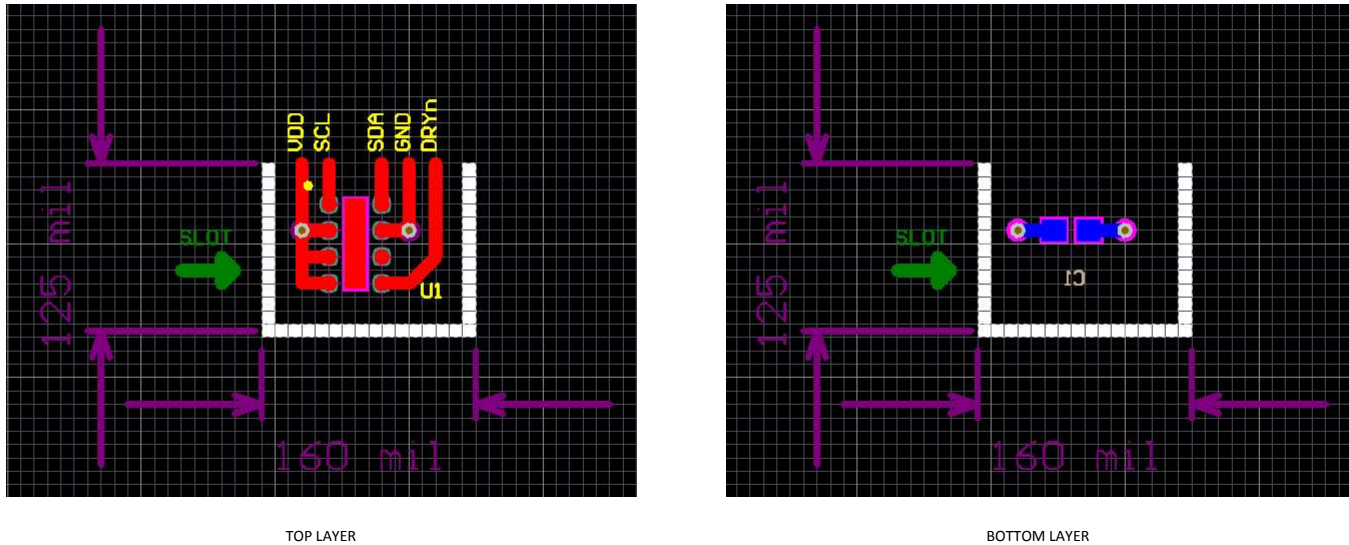 VDD
SCL
SDA
GND
DRYn
SLOT
125 mil
U1
160 mil
TOP LAYER
SLOT
125 mil
C1
160 mil
BOTTOM LAYER